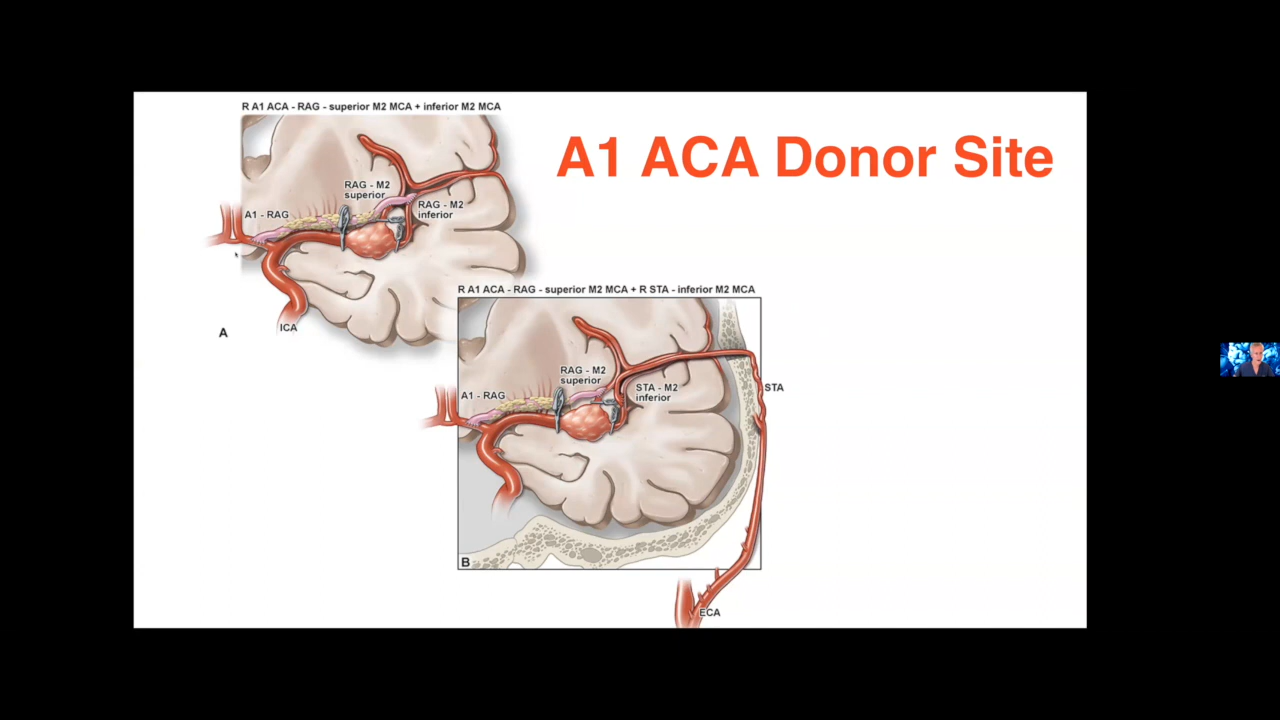 R A1 ACA - RAG - superior M2 MCA + inferior M2 MCA
A1 ACA Donor Site
RAG - M2
superior
RAG - M2
inferior
A1 - RAG
ICA
A
R A1 ACA - RAG - superior M2 MCA + R STA - inferior M2 MCA
RAG - M2
superior
STA - M2
inferior
STA
A1 - RAG
B
ECA